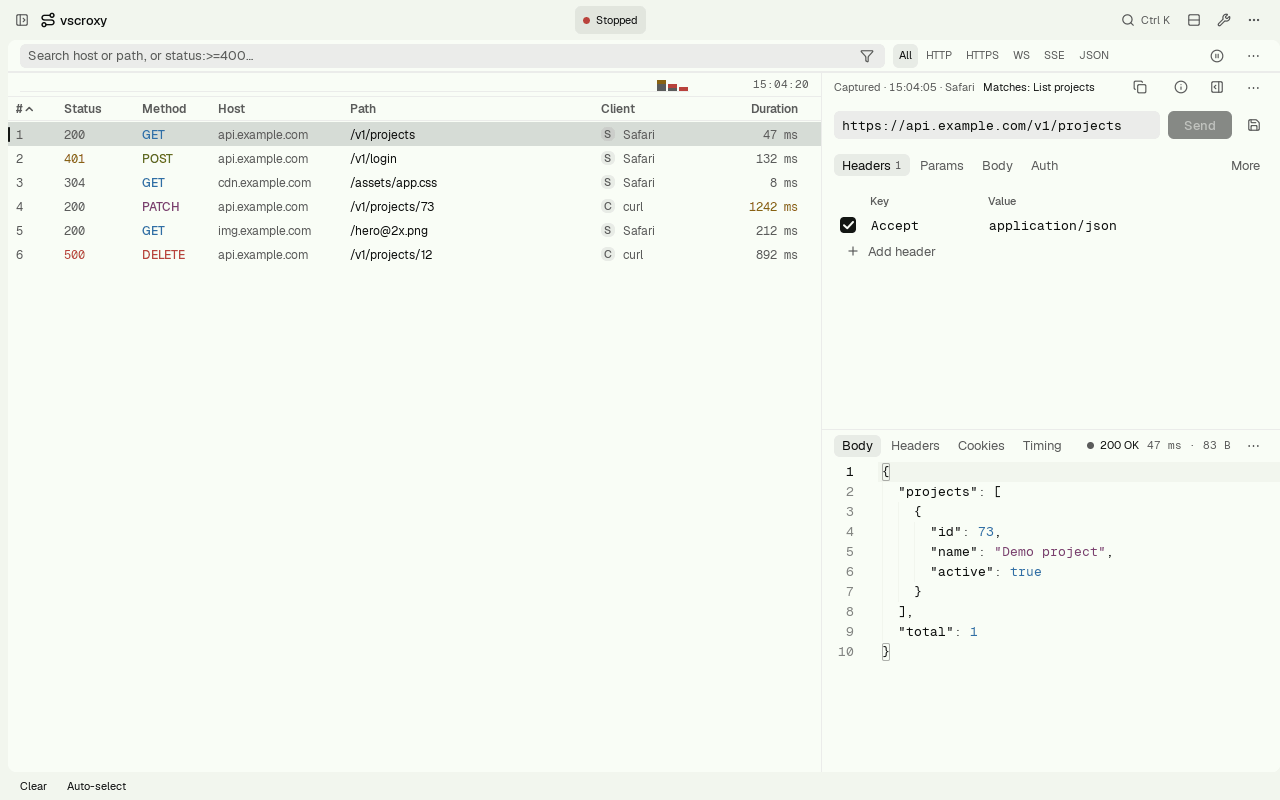 vscroxy
Stopped
Ctrl K
Search host or path, or status:>=400…
All HTTP HTTPS WS SSE JSON
15:04:20
# Status Method Host Path Client Duration
1 200 GET api.example.com /v1/projects S Safari 47 ms
2 401 POST api.example.com /v1/login S Safari 132 ms
3 304 GET cdn.example.com /assets/app.css S Safari 8 ms
4 200 PATCH api.example.com /v1/projects/73 C curl 1242 ms
5 200 GET img.example.com /hero@2x.png S Safari 212 ms
6 500 DELETE api.example.com /v1/projects/12 C curl 892 ms
Captured · 15:04:05 · Safari Matches: List projects
https://api.example.com/v1/projects Send
Headers 1 Params Body Auth More
Key Value
Accept application/json
Add header
Body Headers Cookies Timing 200 OK 47 ms · 83 B
1 {
2 "projects": [
3 {
4 "id": 73,
5 "name": "Demo project",
6 "active": true
7 }
8 ],
9 "total": 1
10 }
Clear Auto-select